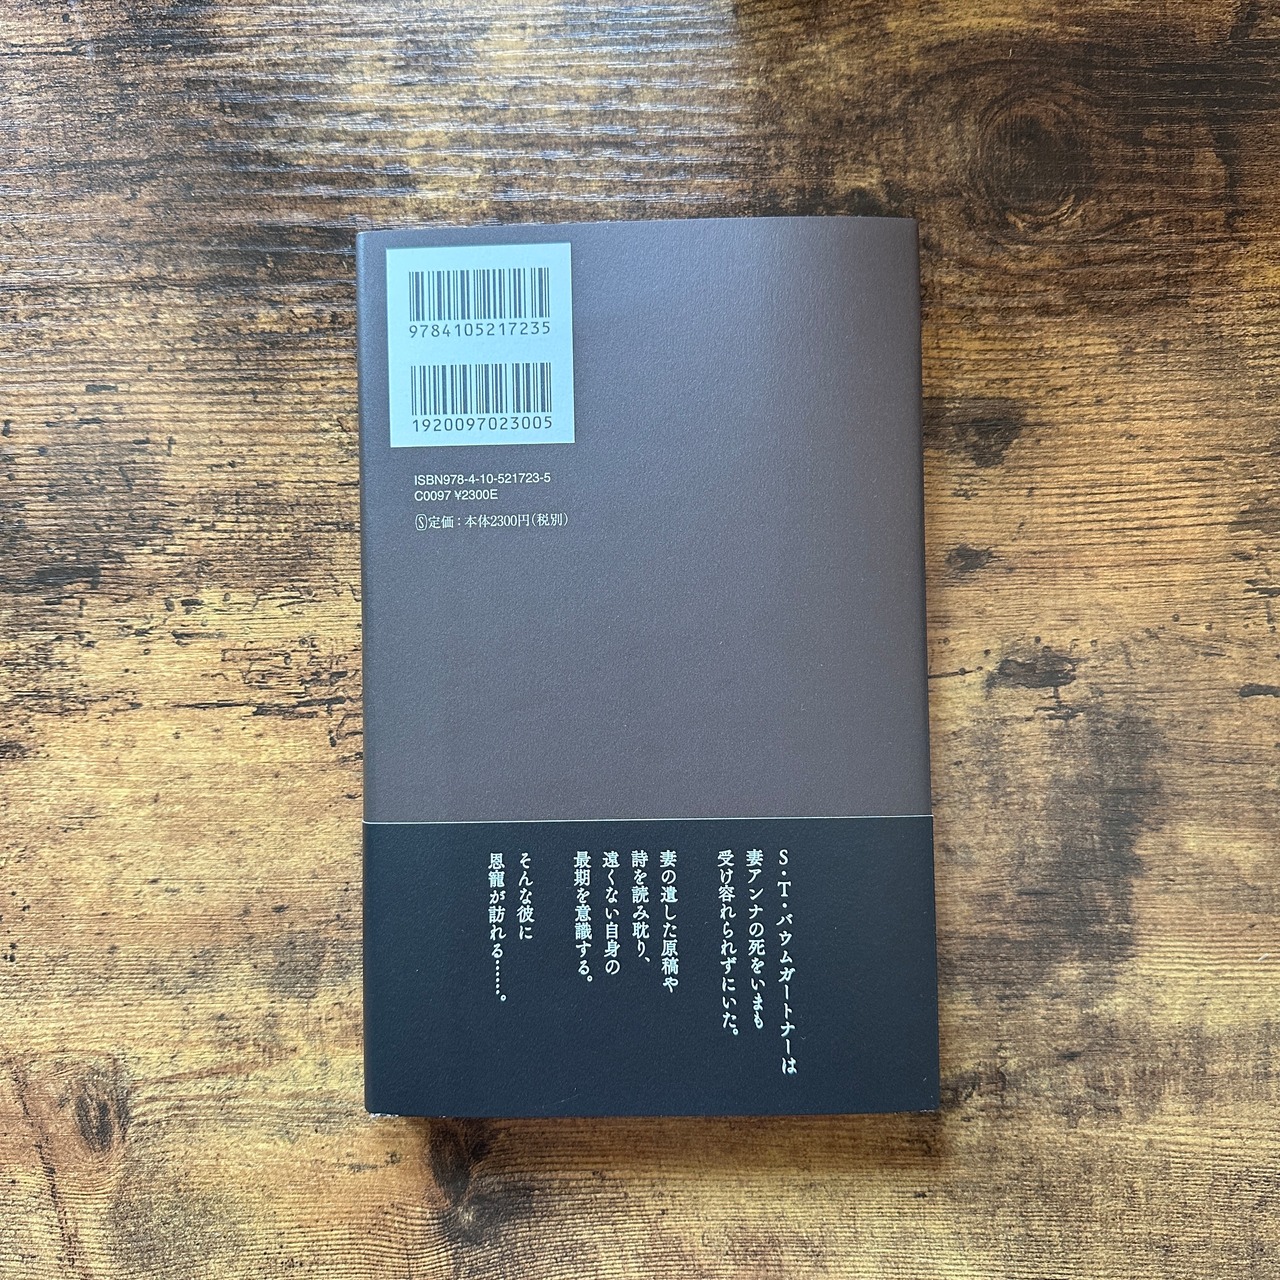 9784105217235
1920097023005
ISBN978-4-10-521723-5
C0097 ¥2300E
Ⓢ定価：本体2300円（税別）
S・T・バウムガートナーは
妻アンナの死をいまも
受け容れられずにいた。
妻の遺した原稿や
詩を読み耽り、
遠くない自身の
最期を意識する。
そんな彼に
恩寵が訪れる……。